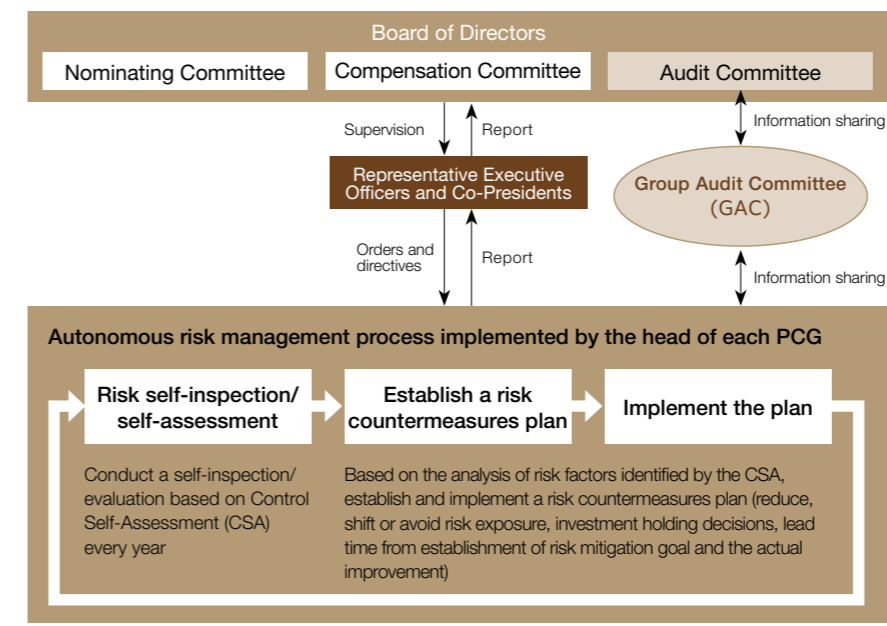 Board of Directors
Nominating Committee
Compensation Committee
Audit Committee
Supervision
Report
Information sharing
Representative Executive
Officers and Co-Presidents
Group Audit Committee
(GAC)
Orders and
directives
Report
Information sharing
Autonomous risk management process implemented by the head of each PCG
Risk self-inspection/
self-assessment
Establish a risk
countermeasures plan
Implement the plan
Conduct a self-inspection/
evaluation based on Control
Self-Assessment (CSA)
every year
Based on the analysis of risk factors identified by the CSA,
establish and implement a risk countermeasures plan (reduce,
shift or avoid risk exposure, investment holding decisions, lead
time from establishment of risk mitigation goal and the actual
improvement)